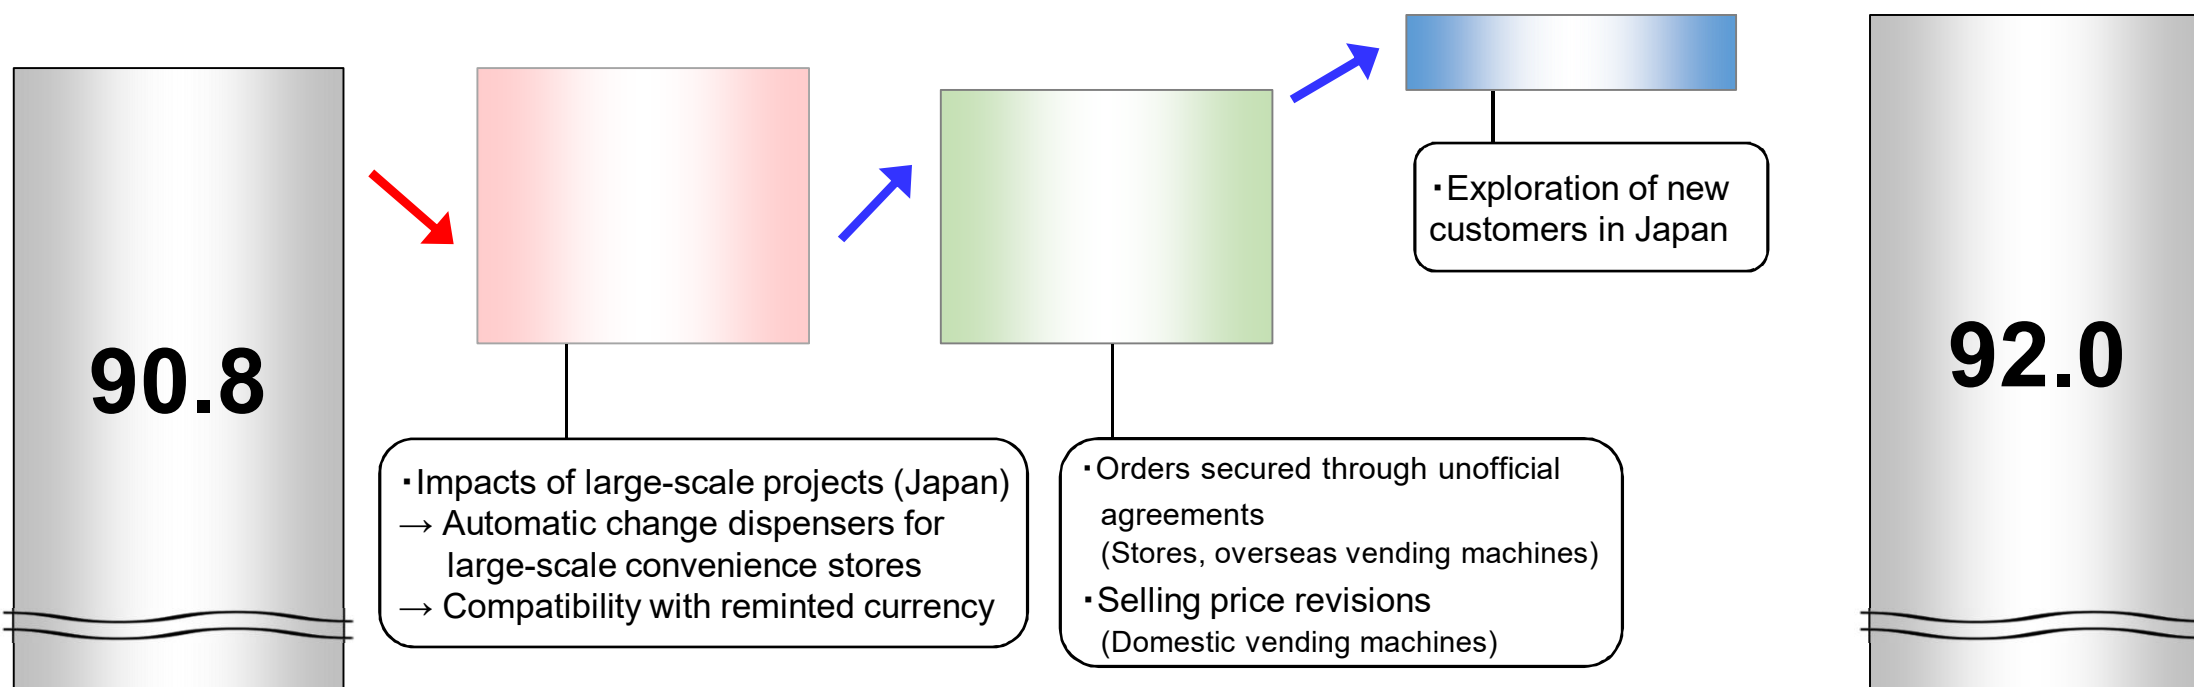 90.8
・Impacts of large-scale projects (Japan)
→ Automatic change dispensers for
large-scale convenience stores
→ Compatibility with reminted currency
・Orders secured through unofficial
agreements
(Stores, overseas vending machines)
・Selling price revisions
(Domestic vending machines)
・Exploration of new
customers in Japan
92.0